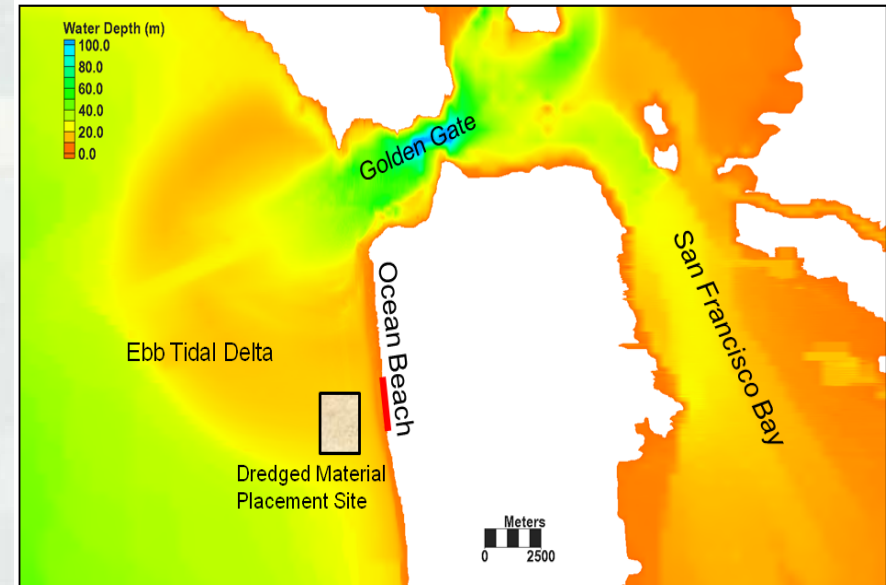 Water Depth (m)
100.0
80.0
60.0
40.0
20.0
0.0
Golden Gate
Ocean Beach
San Francisco Bay
Ebb Tidal Delta
Dredged Material
Placement Site
Meters
0 2500